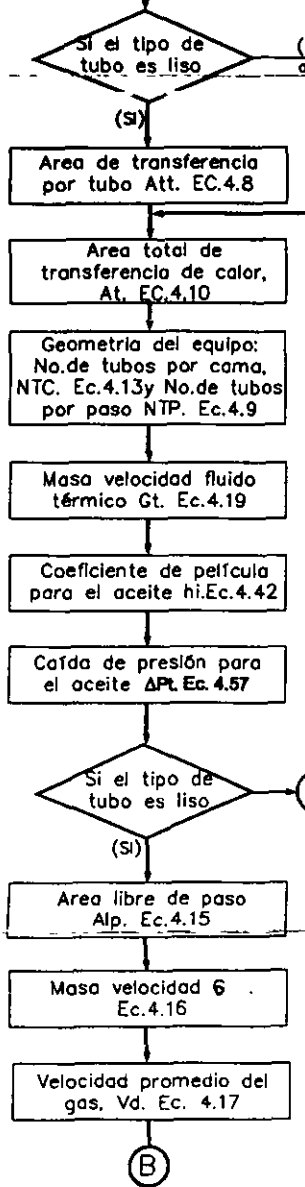 Si el tipo de
tubo es liso
(SI)
Area de transferencia
por tubo Att. EC.4.8
Area total de
transferencia de calor,
At. EC.4.10
Geometria del equipo:
No.de tubos por cama,
NTC. Ec.4.13y No.de tubos
por paso NTP. Ec.4.9
Masa velocidad fluido
térmico Gt. Ec.4.19
Coeficiente de película
para el aceite hi.Ec.4.42
Caída de presión para
el aceite ΔPt. Ec. 4.57
Si el tipo de
tubo es liso
(SI)
Area libre de paso
Alp. Ec.4.15
Masa velocidad 6 .
Ec.4.16
Velocidad promedio del
gas, Vd. Ec. 4.17
B